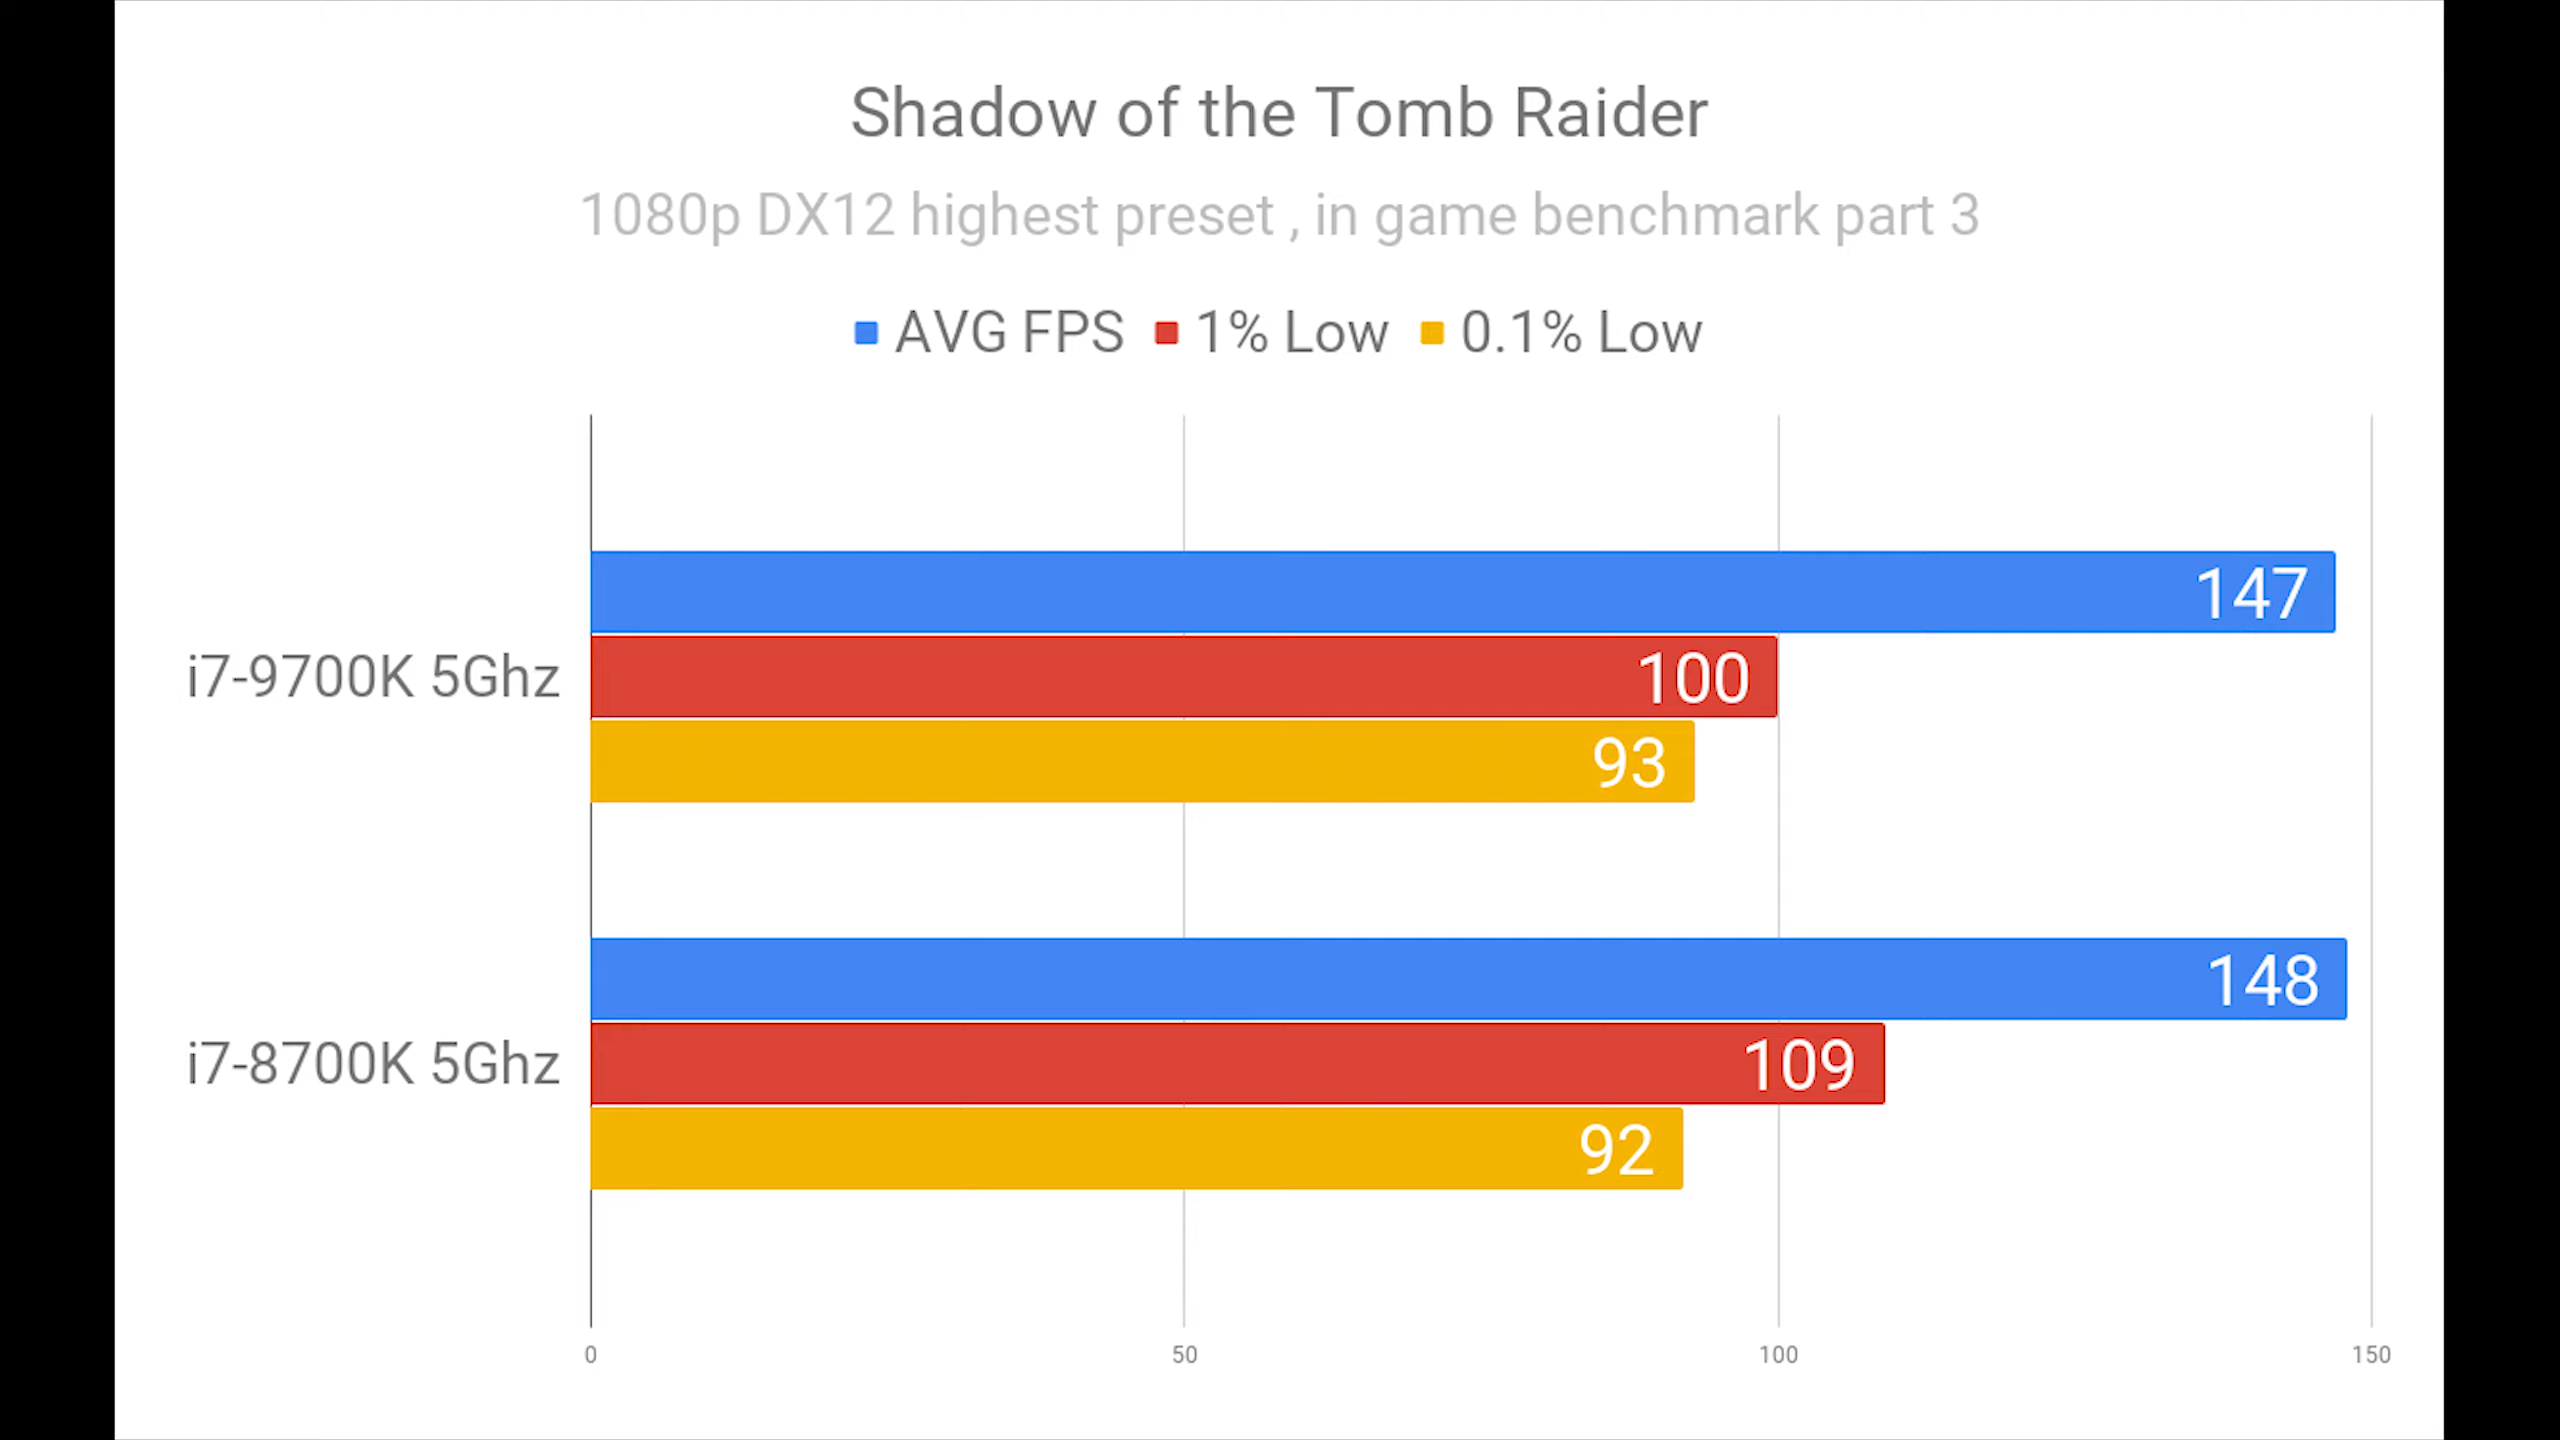 Shadow of the Tomb Raider
1080p DX12 highest preset , in game benchmark part 3
AVG FPS 1% Low 0.1% Low
147
i7-9700K 5Ghz 100
93
148
i7-8700K 5Ghz 109
92
0 50 100 150